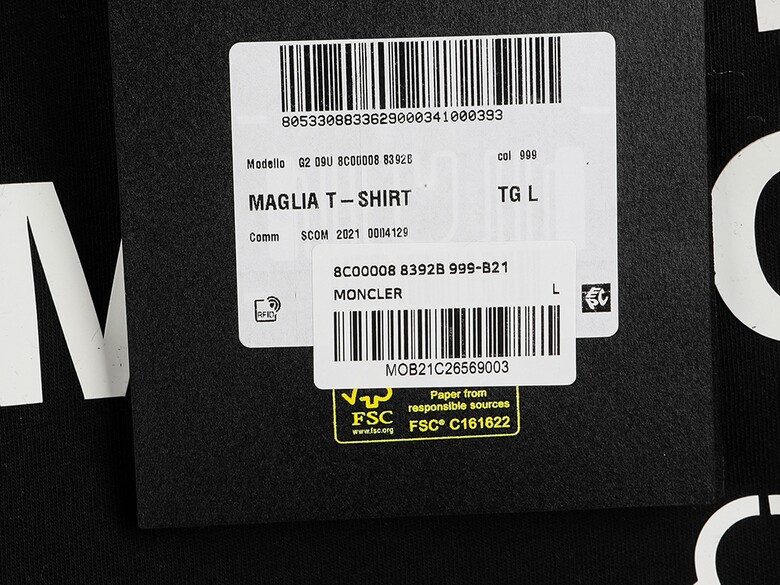 8053308833629000341000393
Modello G2 09U 8C00008 8392B col 999
MAGLIA T-SHIRT TG L
Comm SCOM 2021 0004129
8C00008 8392B 999-B21
MONCLER L
RFID
MOB21C26569003
FSC
www.fsc.org
Paper from
responsible sources
FSC® C161622
M